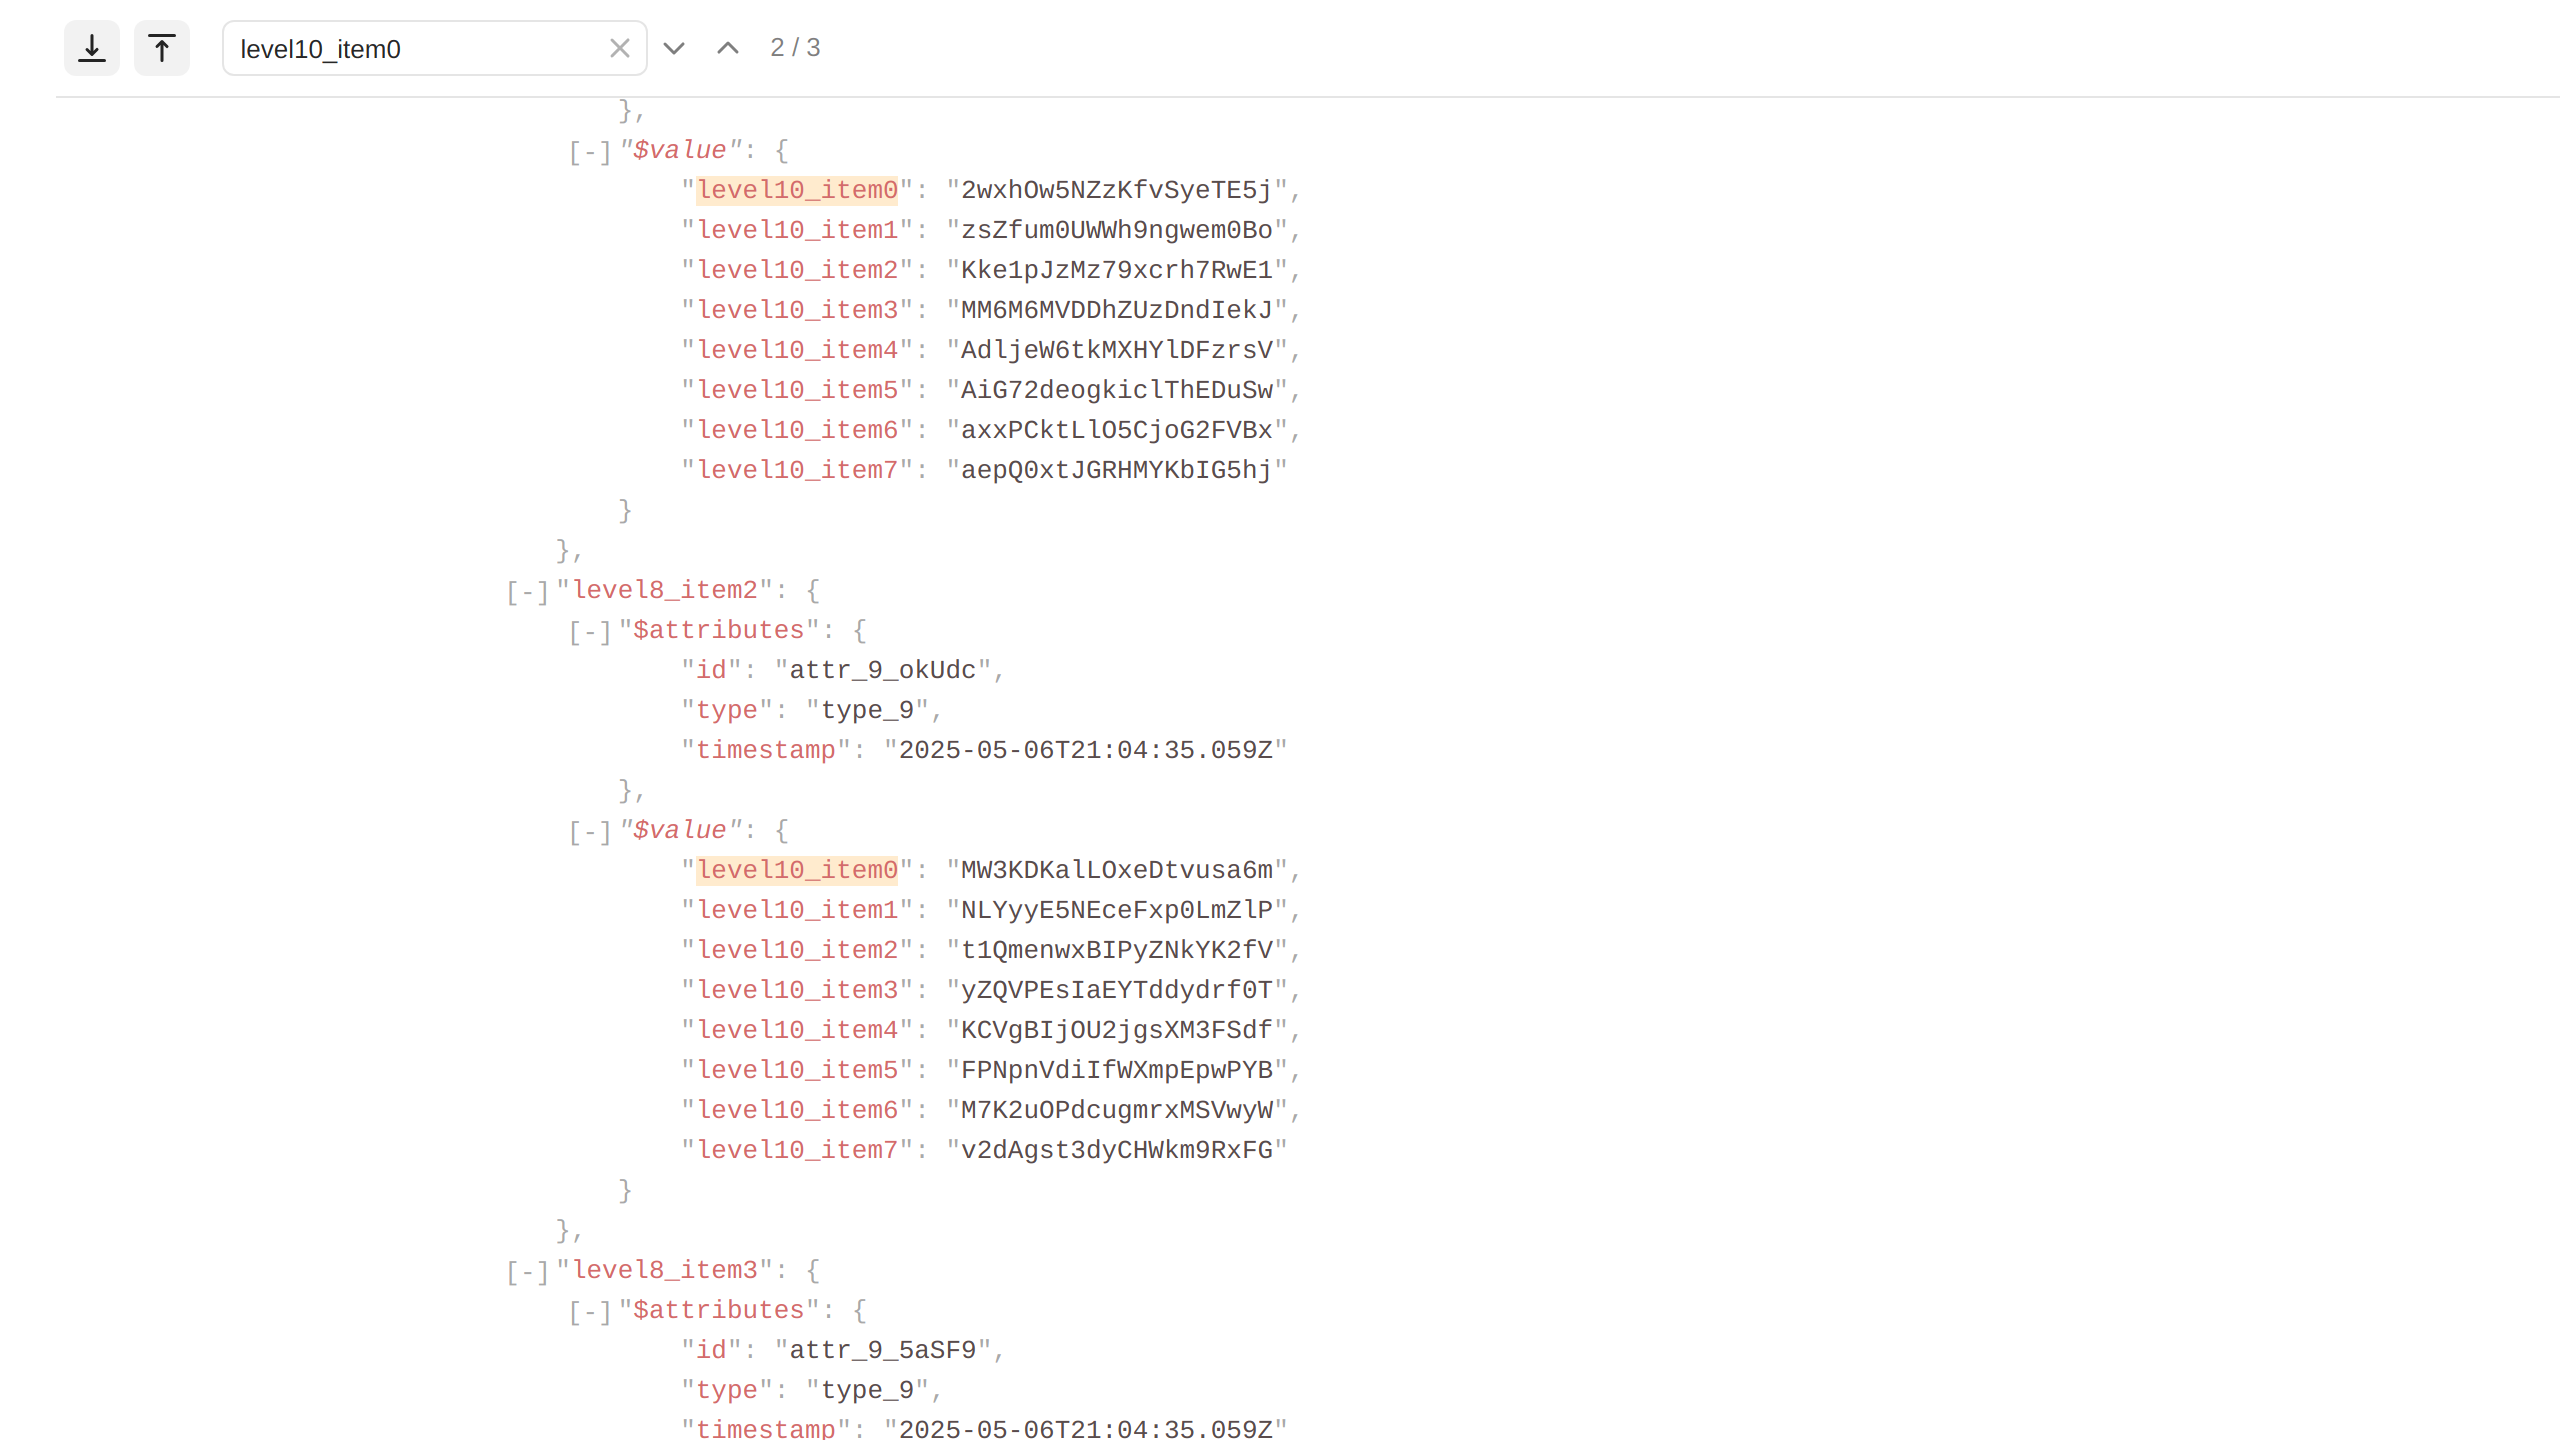 level10_item0 2 / 3
},
[-]"$value": {
"level10_item0": "2wxhOw5NZzKfvSyeTE5j",
"level10_item1": "zsZfum0UWWh9ngwem0Bo",
"level10_item2": "Kke1pJzMz79xcrh7RwE1",
"level10_item3": "MM6M6MVDDhZUzDndIekJ",
"level10_item4": "AdljeW6tkMXHYlDFzrsV",
"level10_item5": "AiG72deogkiclThEDuSw",
"level10_item6": "axxPCktLlO5CjoG2FVBx",
"level10_item7": "aepQ0xtJGRHMYKbIG5hj"
}
},
[-]"level8_item2": {
[-]"$attributes": {
"id": "attr_9_okUdc",
"type": "type_9",
"timestamp": "2025-05-06T21:04:35.059Z"
},
[-]"$value": {
"level10_item0": "MW3KDKalLOxeDtvusa6m",
"level10_item1": "NLYyyE5NEceFxp0LmZlP",
"level10_item2": "t1QmenwxBIPyZNkYK2fV",
"level10_item3": "yZQVPEsIaEYTddydrf0T",
"level10_item4": "KCVgBIjOU2jgsXM3FSdf",
"level10_item5": "FPNpnVdiIfWXmpEpwPYB",
"level10_item6": "M7K2uOPdcugmrxMSVwyW",
"level10_item7": "v2dAgst3dyCHWkm9RxFG"
}
},
[-]"level8_item3": {
[-]"$attributes": {
"id": "attr_9_5aSF9",
"type": "type_9",
"timestamp": "2025-05-06T21:04:35.059Z"